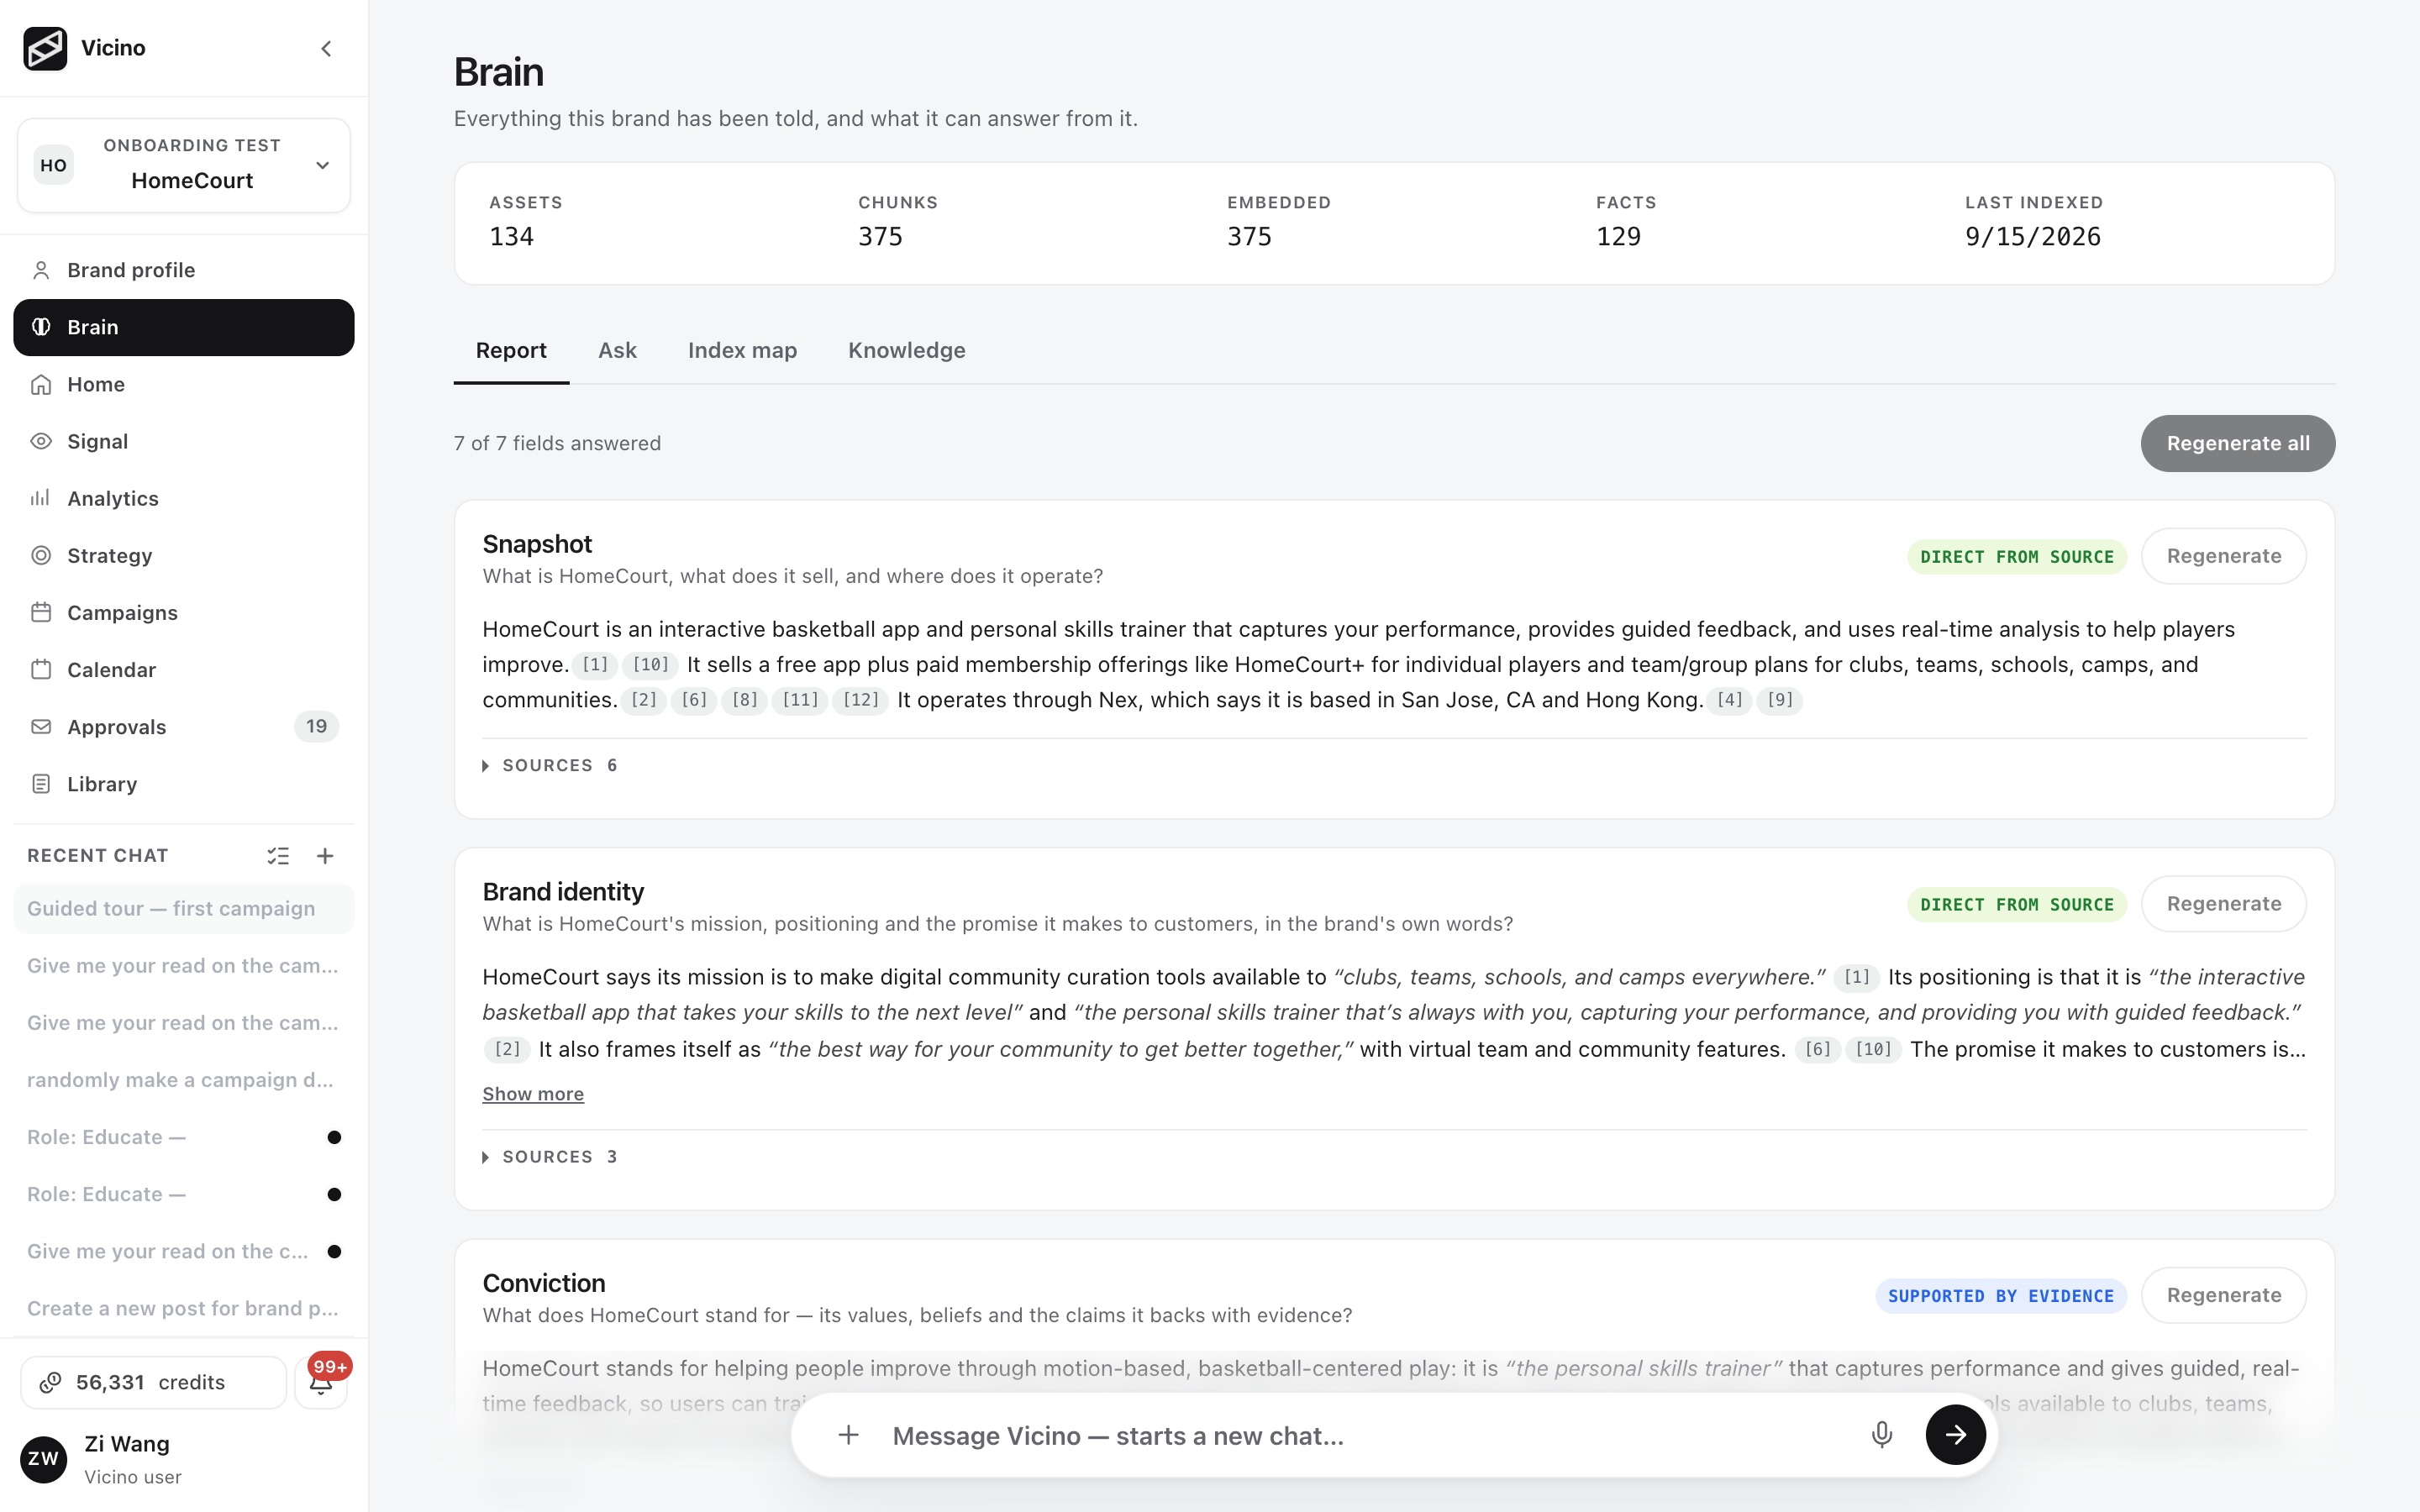 Vicino
HO
ONBOARDING TEST
HomeCourt
Brand profile
Brain
Home
Signal
Analytics
Strategy
Campaigns
Calendar
Approvals 19
Library
RECENT CHAT
Guided tour — first campaign
Give me your read on the cam...
Give me your read on the cam...
randomly make a campaign d...
Role: Educate —
Role: Educate —
Give me your read on the c...
Create a new post for brand p...
56,331 credits
99+
ZW
Zi Wang
Vicino user
Brain
Everything this brand has been told, and what it can answer from it.
ASSETS CHUNKS EMBEDDED FACTS LAST INDEXED
134 375 375 129 9/15/2026
Report Ask Index map Knowledge
7 of 7 fields answered
Regenerate all
Snapshot
What is HomeCourt, what does it sell, and where does it operate?
DIRECT FROM SOURCE
Regenerate
HomeCourt is an interactive basketball app and personal skills trainer that captures your performance, provides guided feedback, and uses real-time analysis to help players
improve. [1] [10] It sells a free app plus paid membership offerings like HomeCourt+ for individual players and team/group plans for clubs, teams, schools, camps, and
communities. [2] [6] [8] [11] [12] It operates through Nex, which says it is based in San Jose, CA and Hong Kong. [4] [9]
SOURCES 6
Brand identity
What is HomeCourt's mission, positioning and the promise it makes to customers, in the brand's own words?
DIRECT FROM SOURCE
Regenerate
HomeCourt says its mission is to make digital community curation tools available to “clubs, teams, schools, and camps everywhere.” [1] Its positioning is that it is “the interactive
basketball app that takes your skills to the next level” and “the personal skills trainer that’s always with you, capturing your performance, and providing you with guided feedback.”
[2] It also frames itself as “the best way for your community to get better together,” with virtual team and community features. [6] [10] The promise it makes to customers is...
Show more
SOURCES 3
Conviction
What does HomeCourt stand for — its values, beliefs and the claims it backs with evidence?
SUPPORTED BY EVIDENCE
Regenerate
HomeCourt stands for helping people improve through motion-based, basketball-centered play: it is “the personal skills trainer” that captures performance and gives guided, real-
time feedback, so users can available to clubs, teams,
Message Vicino — starts a new chat...